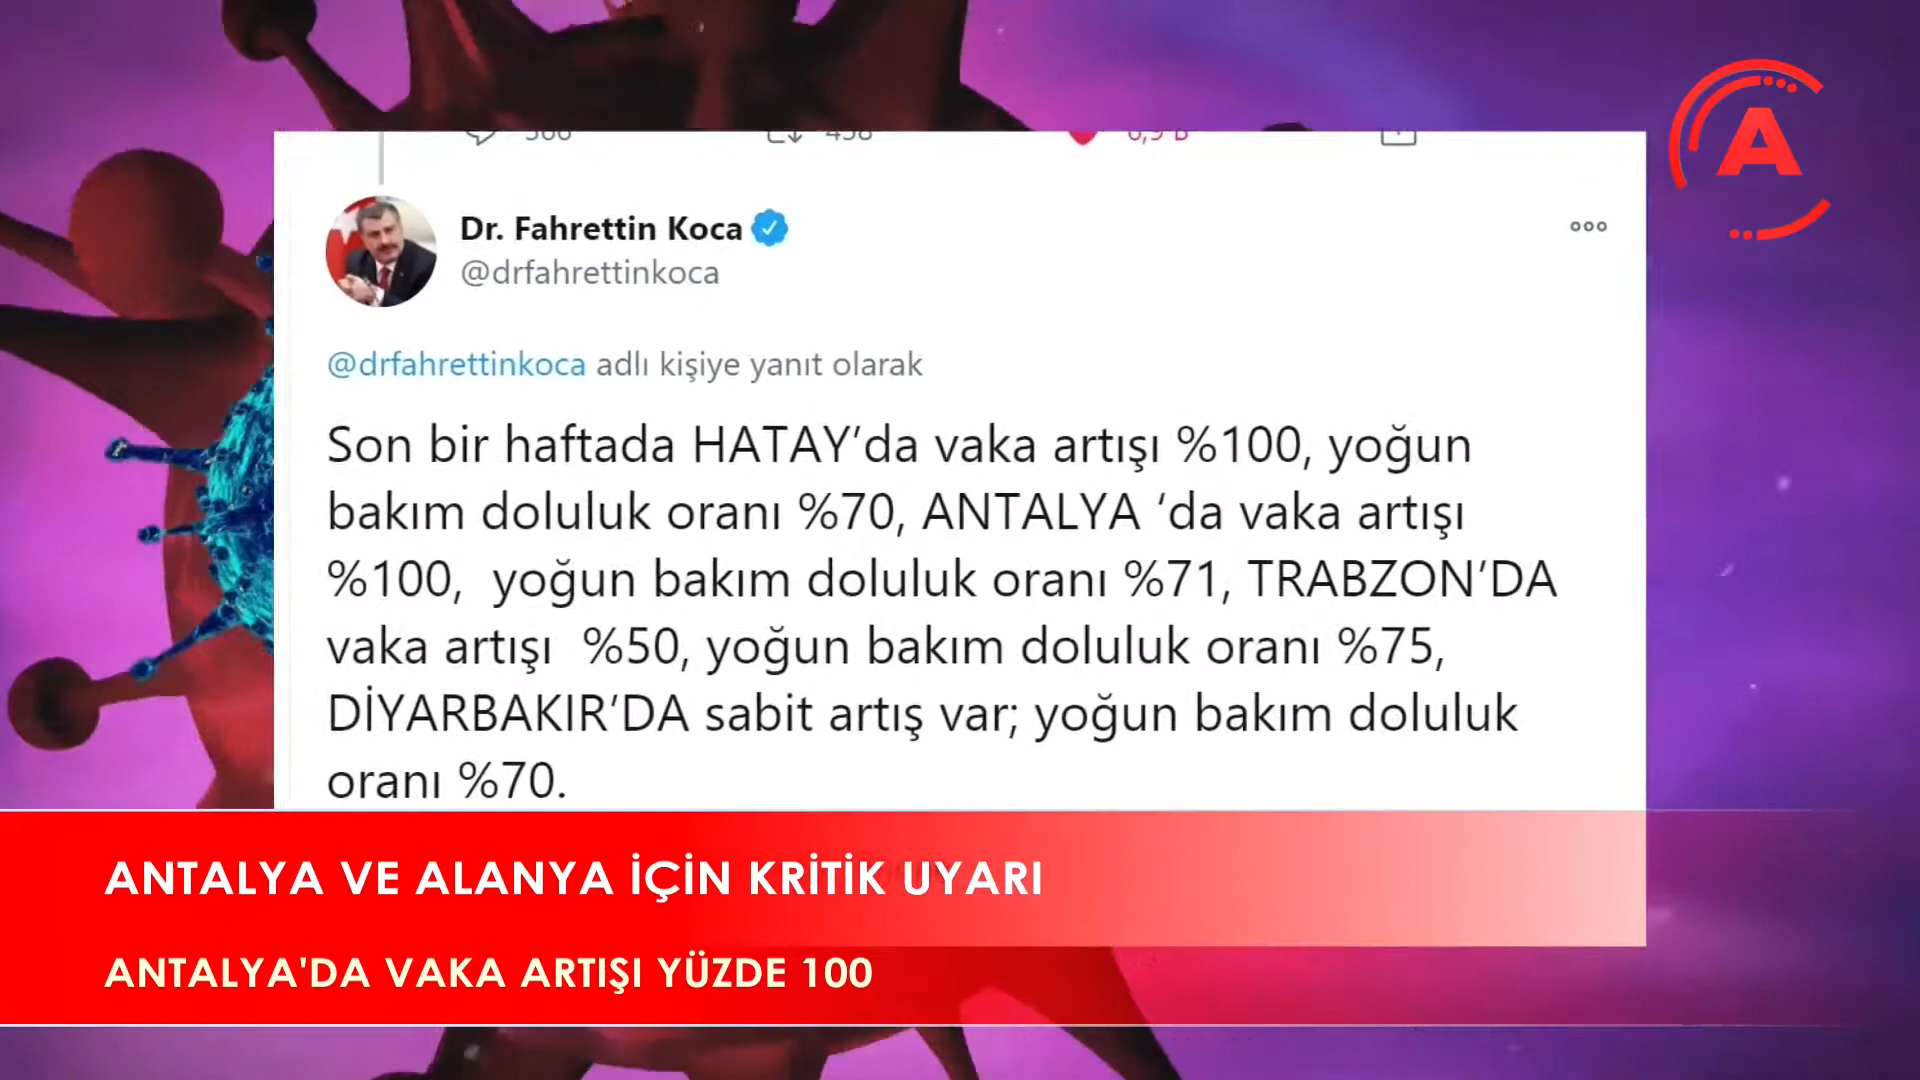 A
Dr. Fahrettin Koca
@drfahrettinkoca
@drfahrettinkoca adlı kişiye yanıt olarak
Son bir haftada HATAY’da vaka artışı %100, yoğun
bakım doluluk oranı %70, ANTALYA ‘da vaka artışı
%100, yoğun bakım doluluk oranı %71, TRABZON’DA
vaka artışı %50, yoğun bakım doluluk oranı %75,
DİYARBAKIR’DA sabit artış var; yoğun bakım doluluk
oranı %70.
ANTALYA VE ALANYA İÇİN KRİTİK UYARI
ANTALYA'DA VAKA ARTIŞI YÜZDE 100